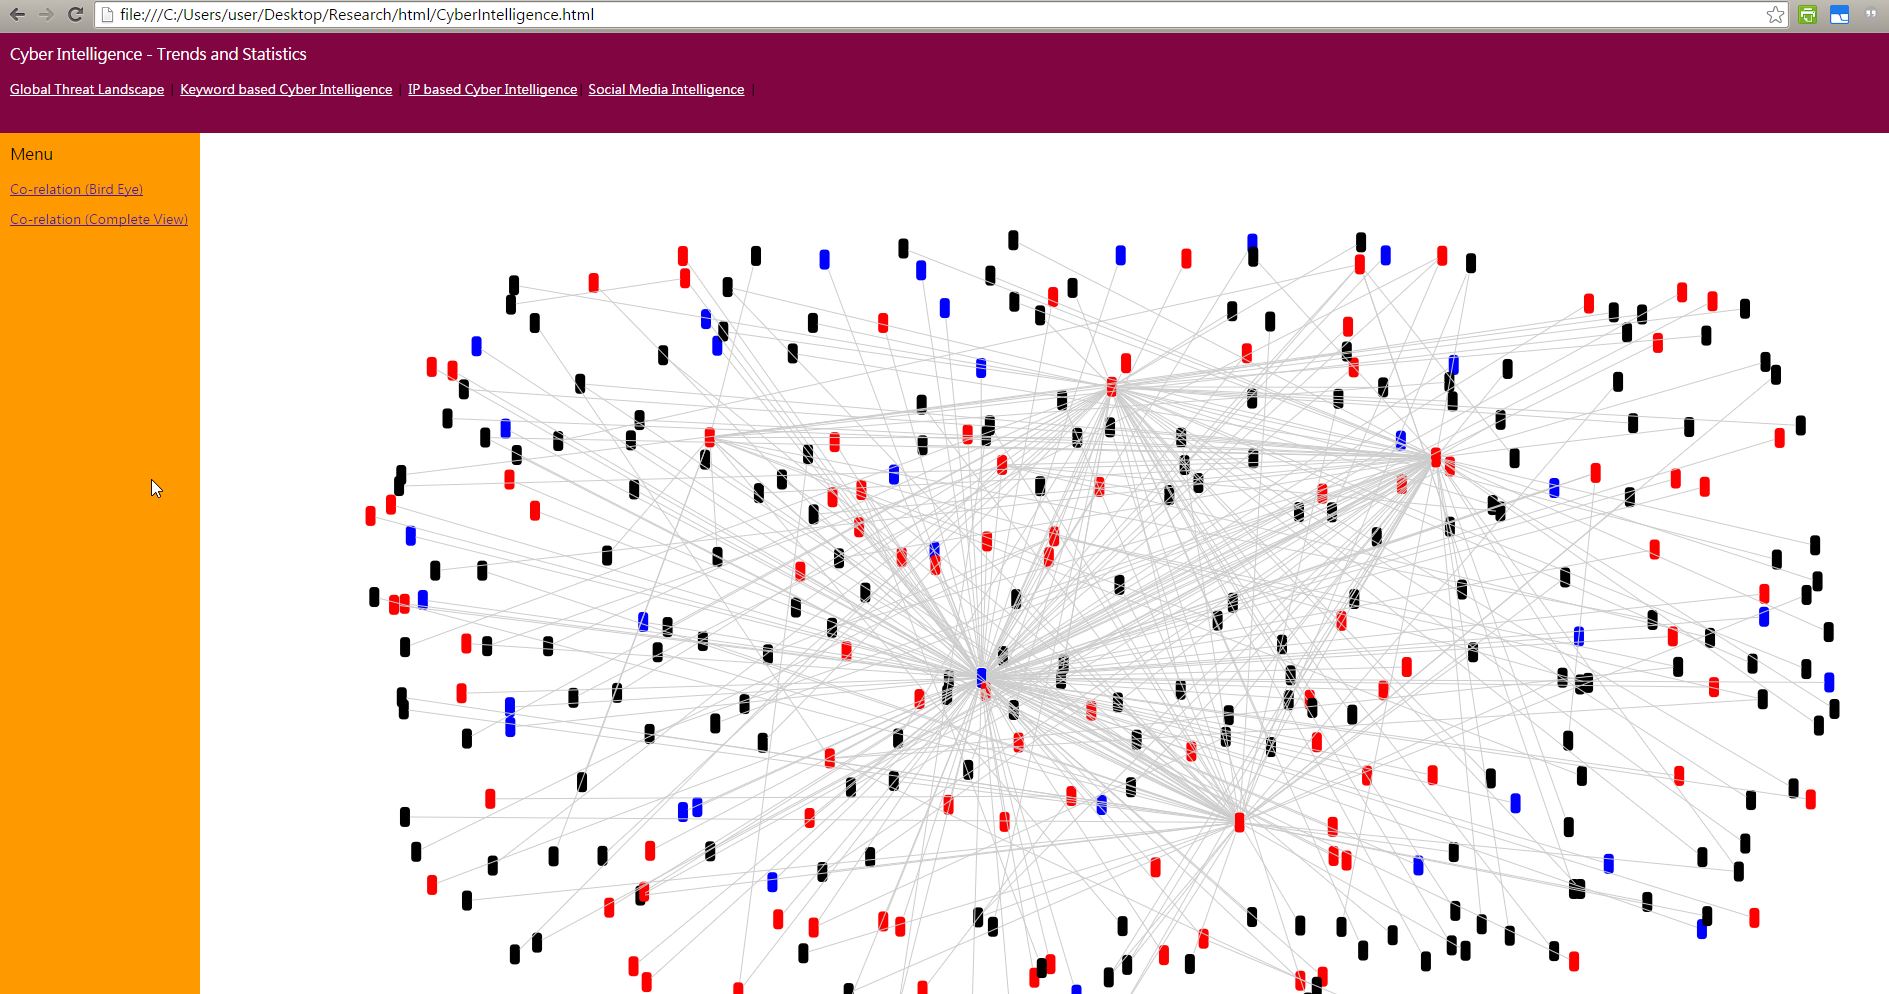 file:///C:/Users/user/Desktop/Research/html/CyberIntelligence.html
Cyber Intelligence - Trends and Statistics
Global Threat Landscape | Keyword based Cyber Intelligence | IP based Cyber Intelligence | Social Media Intelligence |
Menu
Co-relation (Bird Eye)
Co-relation (Complete View)